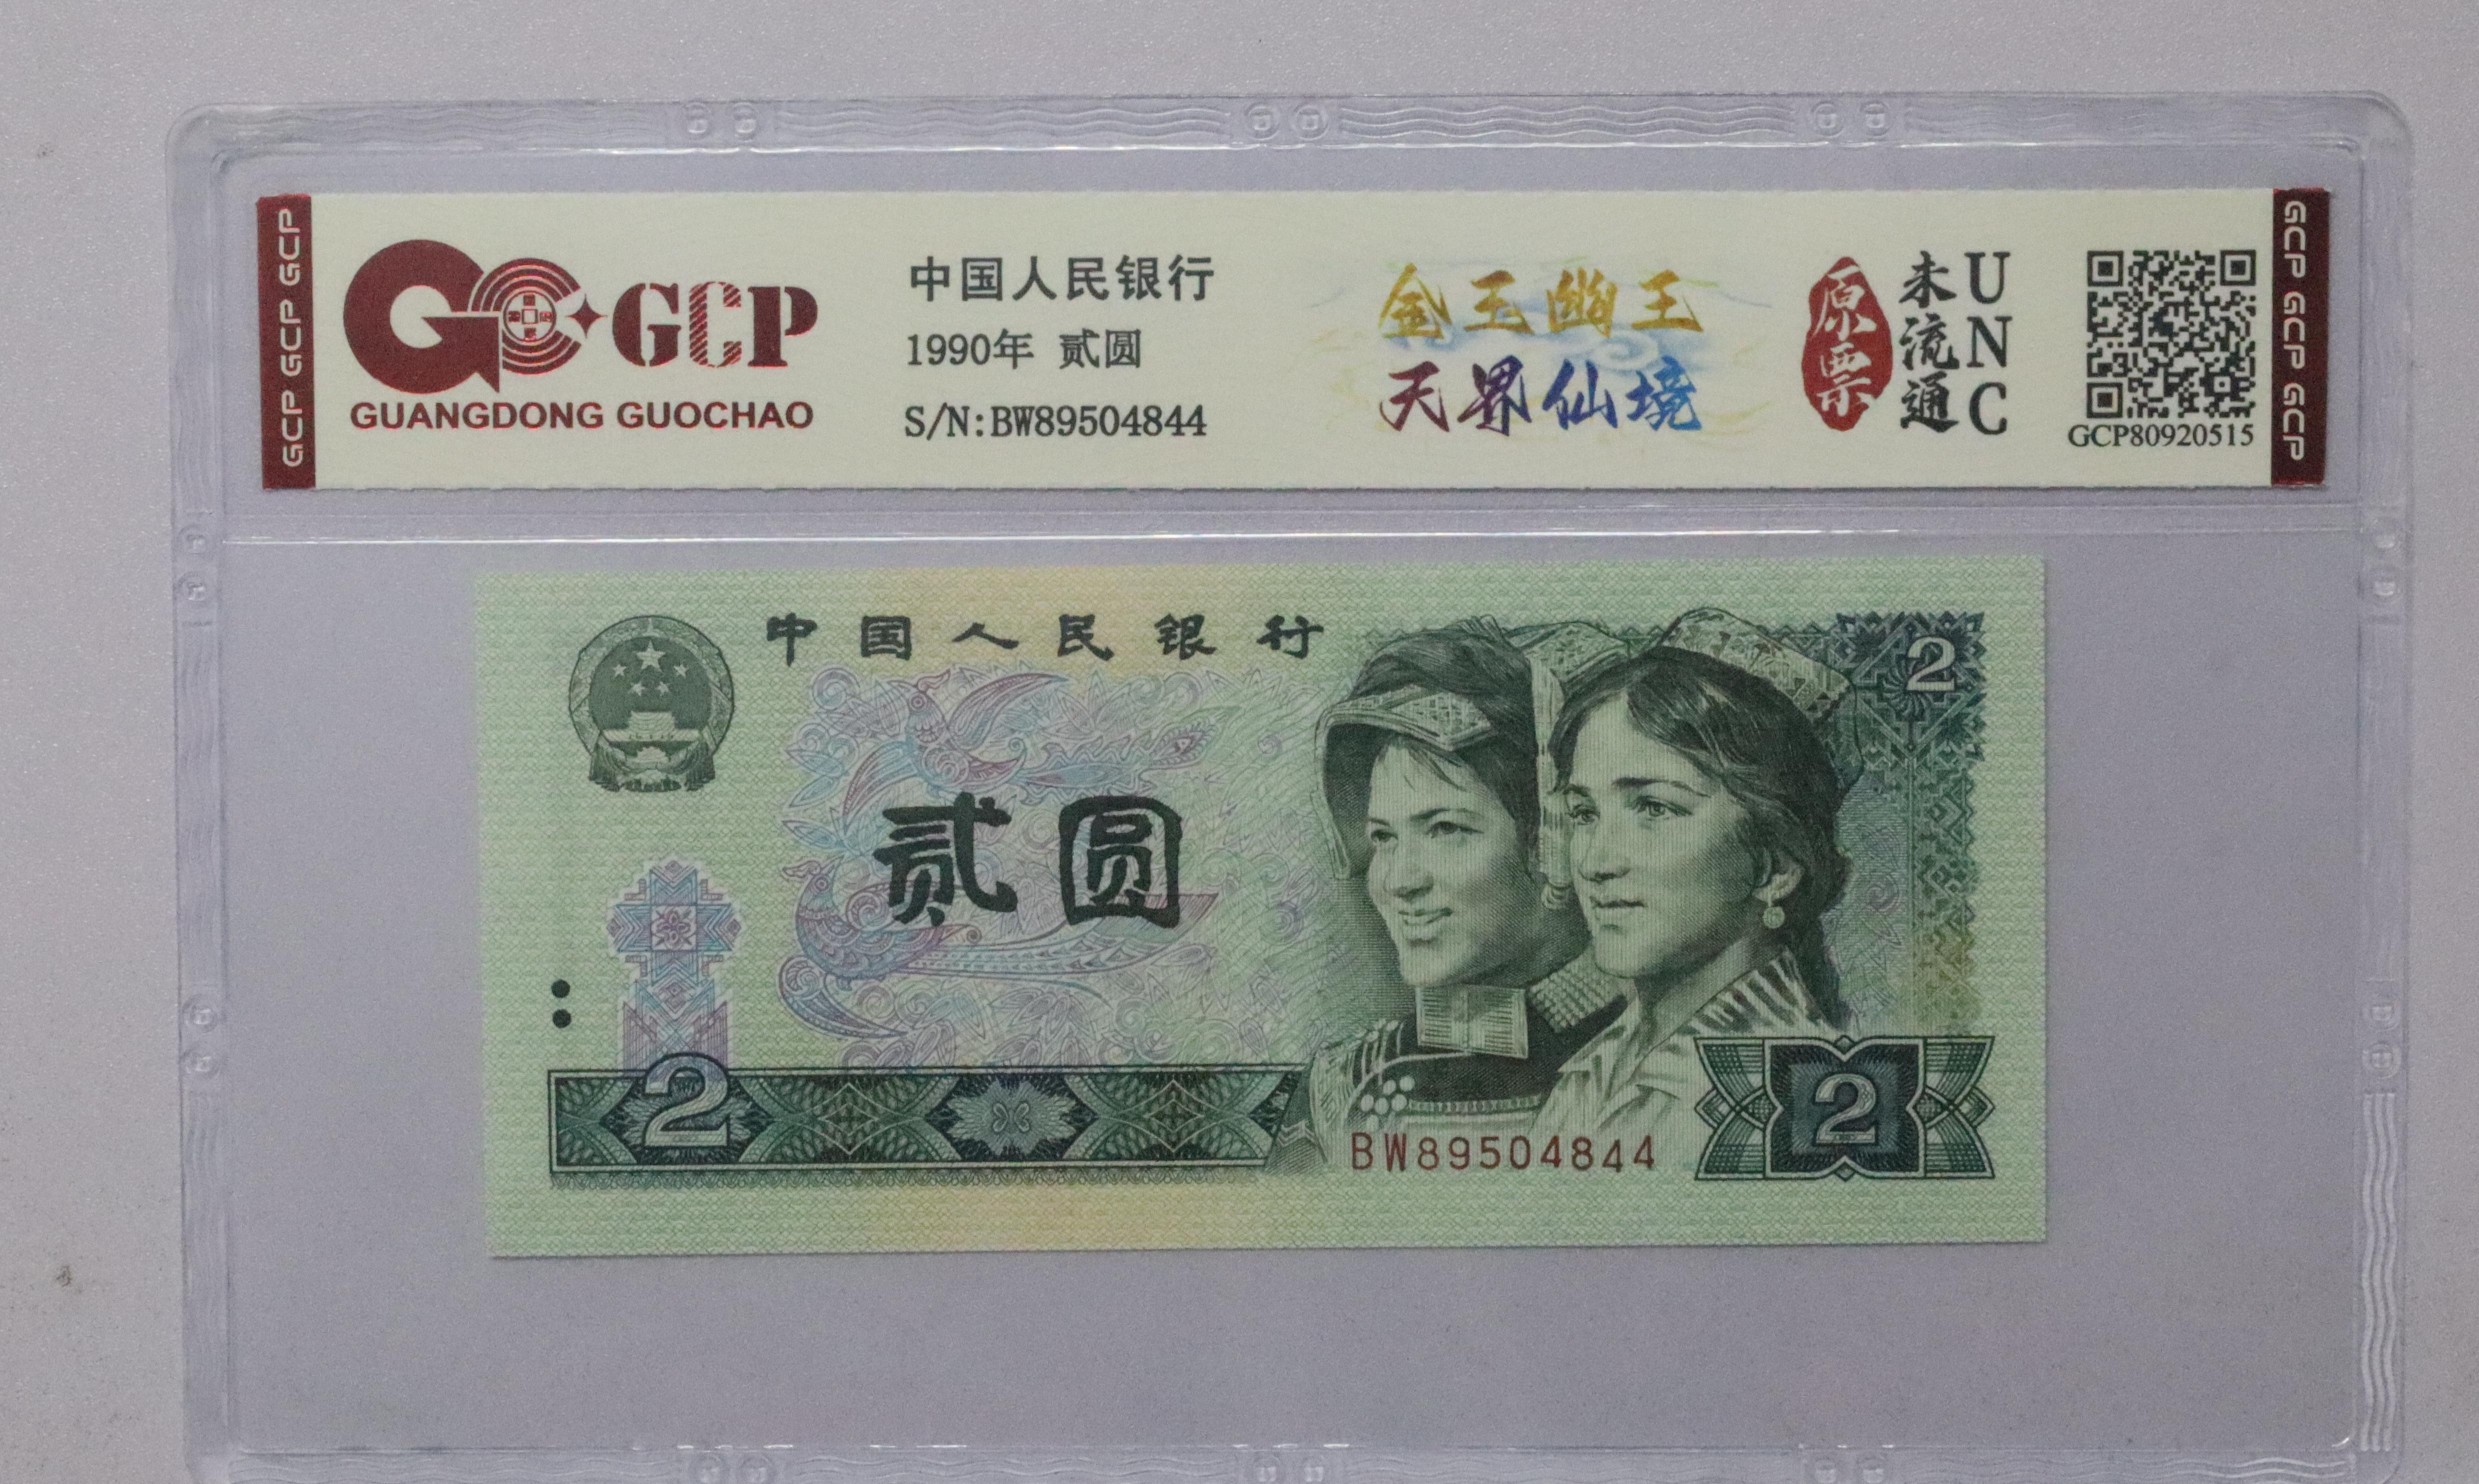 GCP GCP GCP
GCP
GUANGDONG GUOCHAO
中国人民银行
1990年 贰圆
S/N:BW89504844
金玉幽王
天界仙境
原票
未流通
UNC
GCP80920515
GCP GCP GCP
中国人民银行
2
贰圆
2
BW89504844
2